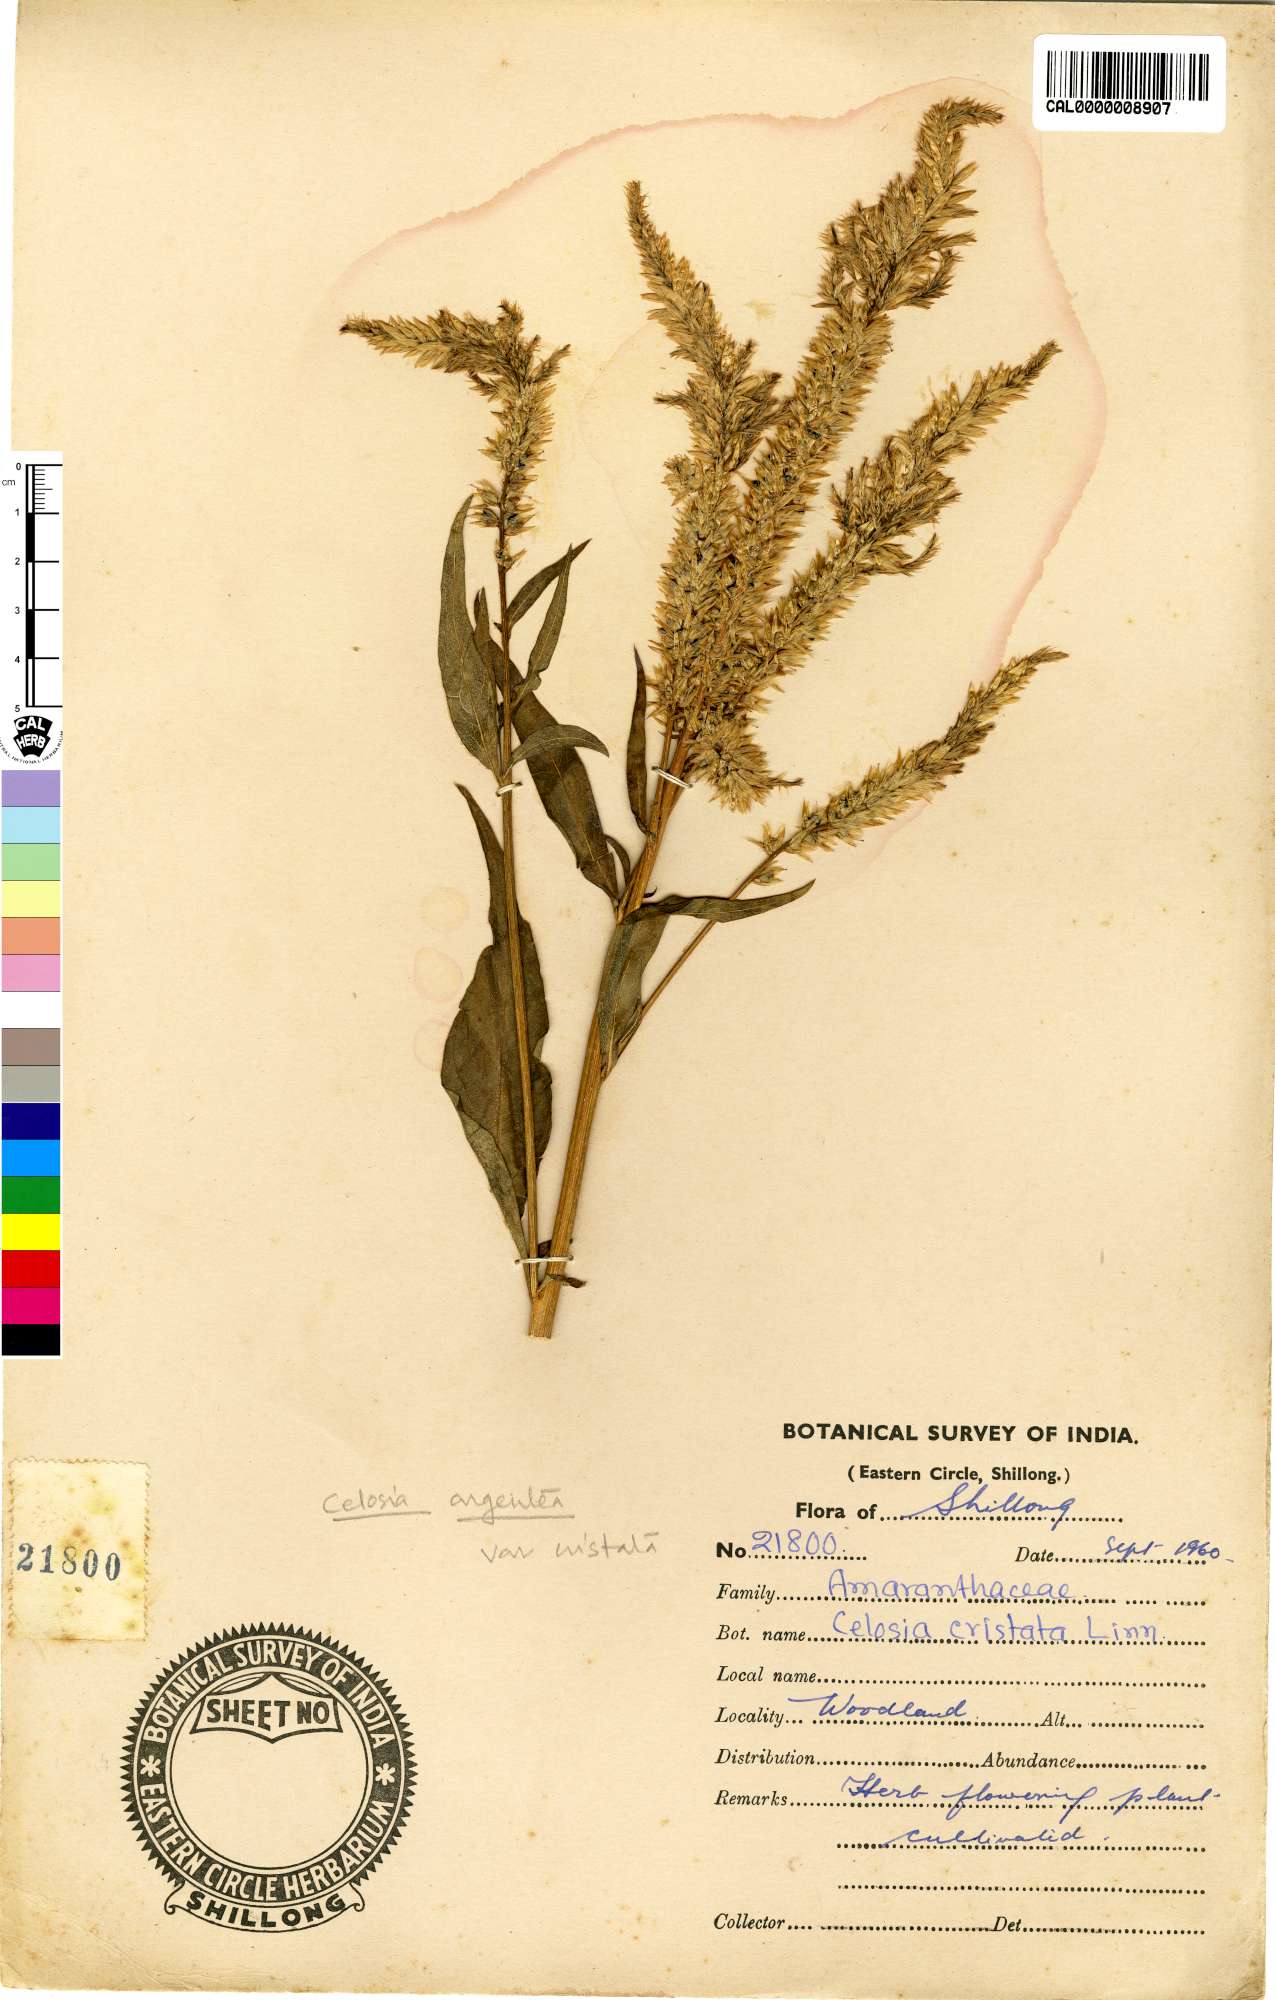 CAL0000008907
0
cm
1
2
3
4
5
CAL
HERB
CENTRAL NATIONAL HERBARIUM
BOTANICAL SURVEY OF INDIA.
(Eastern Circle, Shillong.)
Flora of Shillong
No 21800 Date Sept 1960
Family Amaranthaceae
Bot. name Celosia cristata Linn
Local name
Locality Woodland Alt.
Distribution Abundance
Remarks Herb flowering plant
cultivated.
Collector Det
Celosia argentea
var cristata
21800
BOTANICAL SURVEY OF INDIA
SHEET NO
EASTERN CIRCLE HERBARIUM
SHILLONG